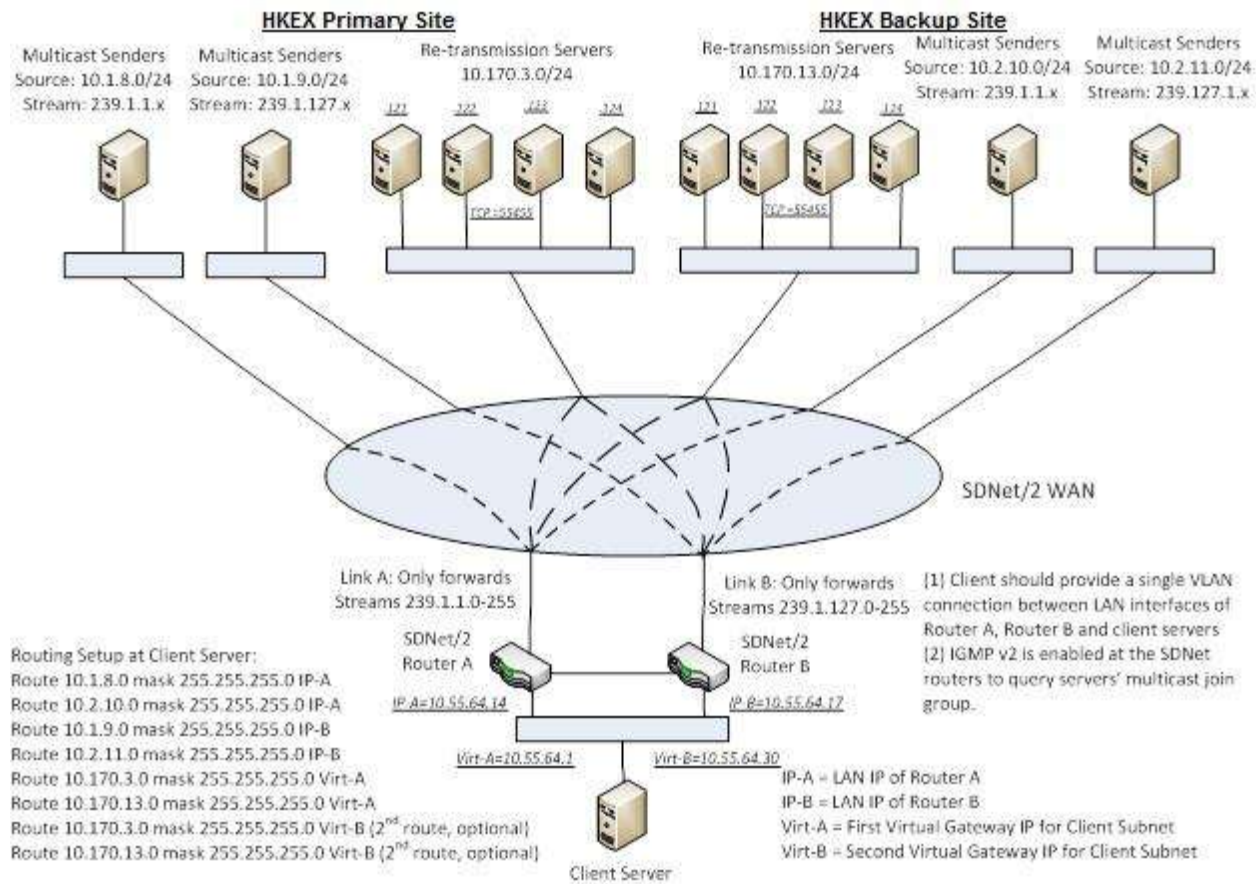 HKEX Primary Site
HKEX Backup Site
Multicast Senders
Source: 10.1.8.0/24
Stream: 239.1.1.x
Multicast Senders
Source: 10.1.9.0/24
Stream: 239.1.127.x
Re-transmission Servers
10.170.3.0/24
Re-transmission Servers
10.170.13.0/24
Multicast Senders
Source: 10.2.10.0/24
Stream: 239.1.1.x
Multicast Senders
Source: 10.2.11.0/24
Stream: 239.127.1.x
.121
.122
.123
.124
.121
.122
.123
.124
TCP=55455
TCP=55455
SDNet/2 WAN
Link A: Only forwards
Streams 239.1.1.0-255
Link B: Only forwards
Streams 239.1.127.0-255
(1) Client should provide a single VLAN
connection between LAN interfaces of
Router A, Router B and client servers
(2) IGMP v2 is enabled at the SDNet
routers to query servers' multicast join
group.
SDNet/2
Router A
SDNet/2
Router B
IP-A=10.55.64.14
IP-B=10.55.64.17
Virt-A=10.55.64.1
Virt-B=10.55.64.30
Routing Setup at Client Server:
Route 10.1.8.0 mask 255.255.255.0 IP-A
Route 10.2.10.0 mask 255.255.255.0 IP-A
Route 10.1.9.0 mask 255.255.255.0 IP-B
Route 10.2.11.0 mask 255.255.255.0 IP-B
Route 10.170.3.0 mask 255.255.255.0 Virt-A
Route 10.170.13.0 mask 255.255.255.0 Virt-A
Route 10.170.3.0 mask 255.255.255.0 Virt-B (2nd route, optional)
Route 10.170.13.0 mask 255.255.255.0 Virt-B (2nd route, optional)
Client Server
IP-A = LAN IP of Router A
IP-B = LAN IP of Router B
Virt-A = First Virtual Gateway IP for Client Subnet
Virt-B = Second Virtual Gateway IP for Client Subnet